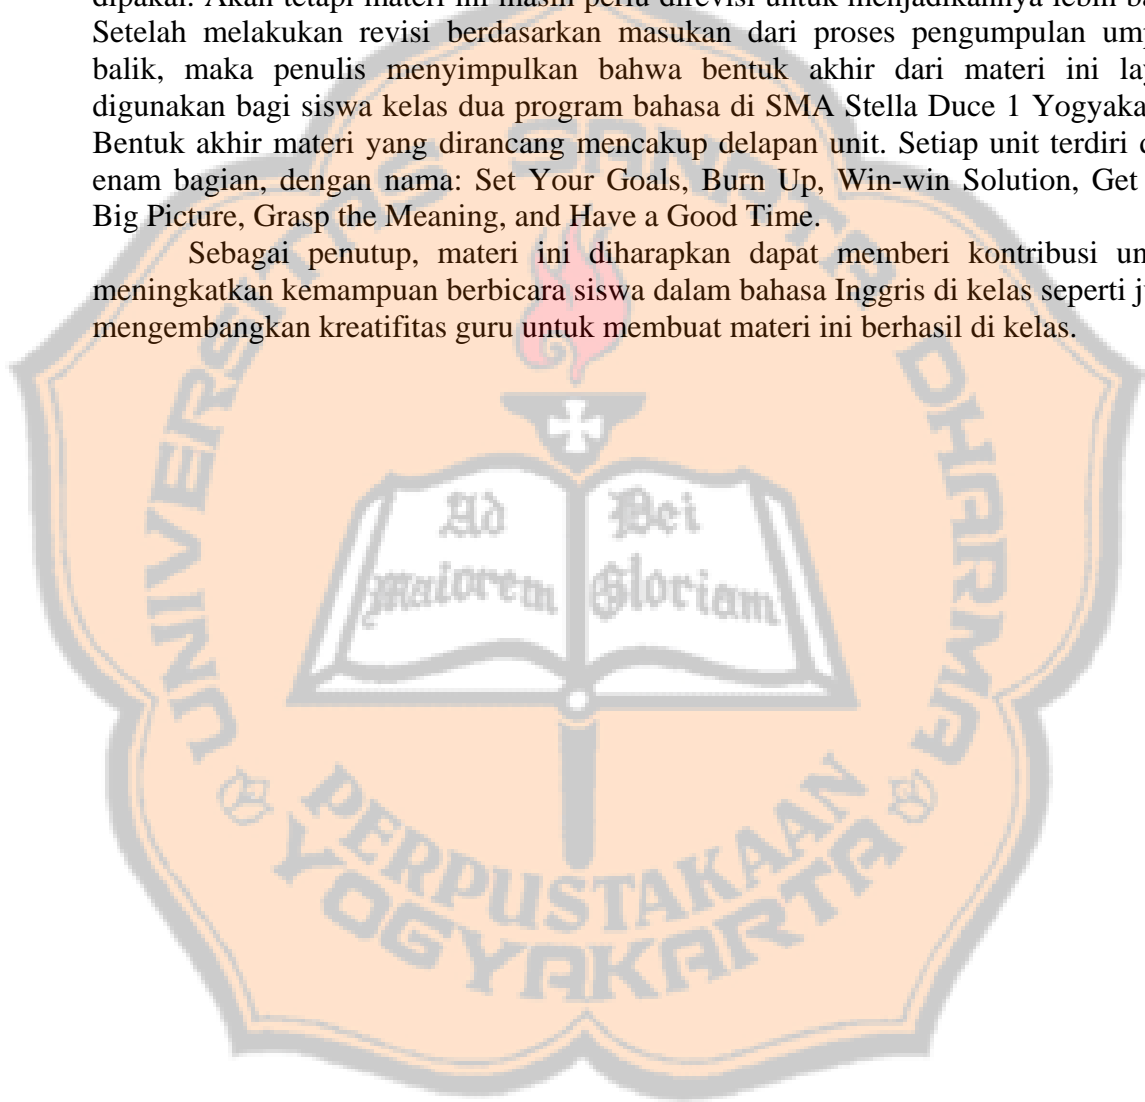 dipakai. Akan tetapi materi ini masih perlu direvisi untuk menjadikannya lebih
Setelah melakukan revisi berdasarkan masukan dari proses pengumpulan
balik, maka penulis menyimpulkan bahwa bentuk akhir dari materi ini
digunakan bagi siswa kelas dua program bahasa di SMA Stella Duce 1
Bentuk akhir materi yang dirancang mencakup delapan unit. Setiap unit terdiri
enam bagian, dengan nama: Set Your Goals, Burn Up, Win-win Solution, Get
Big Picture, Grasp the Meaning, and Have a Good Time.
Sebagai penutup, materi ini diharapkan dapat memberi kontribusi
meningkatkan kemampuan berbicara siswa dalam bahasa Inggris di kelas seperti
mengembangkan kreatifitas guru untuk membuat materi ini berhasil di kelas.
UNIVERSITAS SANATA DHARMA
Ad Dei
maiorem Gloriam
PERPUSTAKAAN
YOGYAKARTA